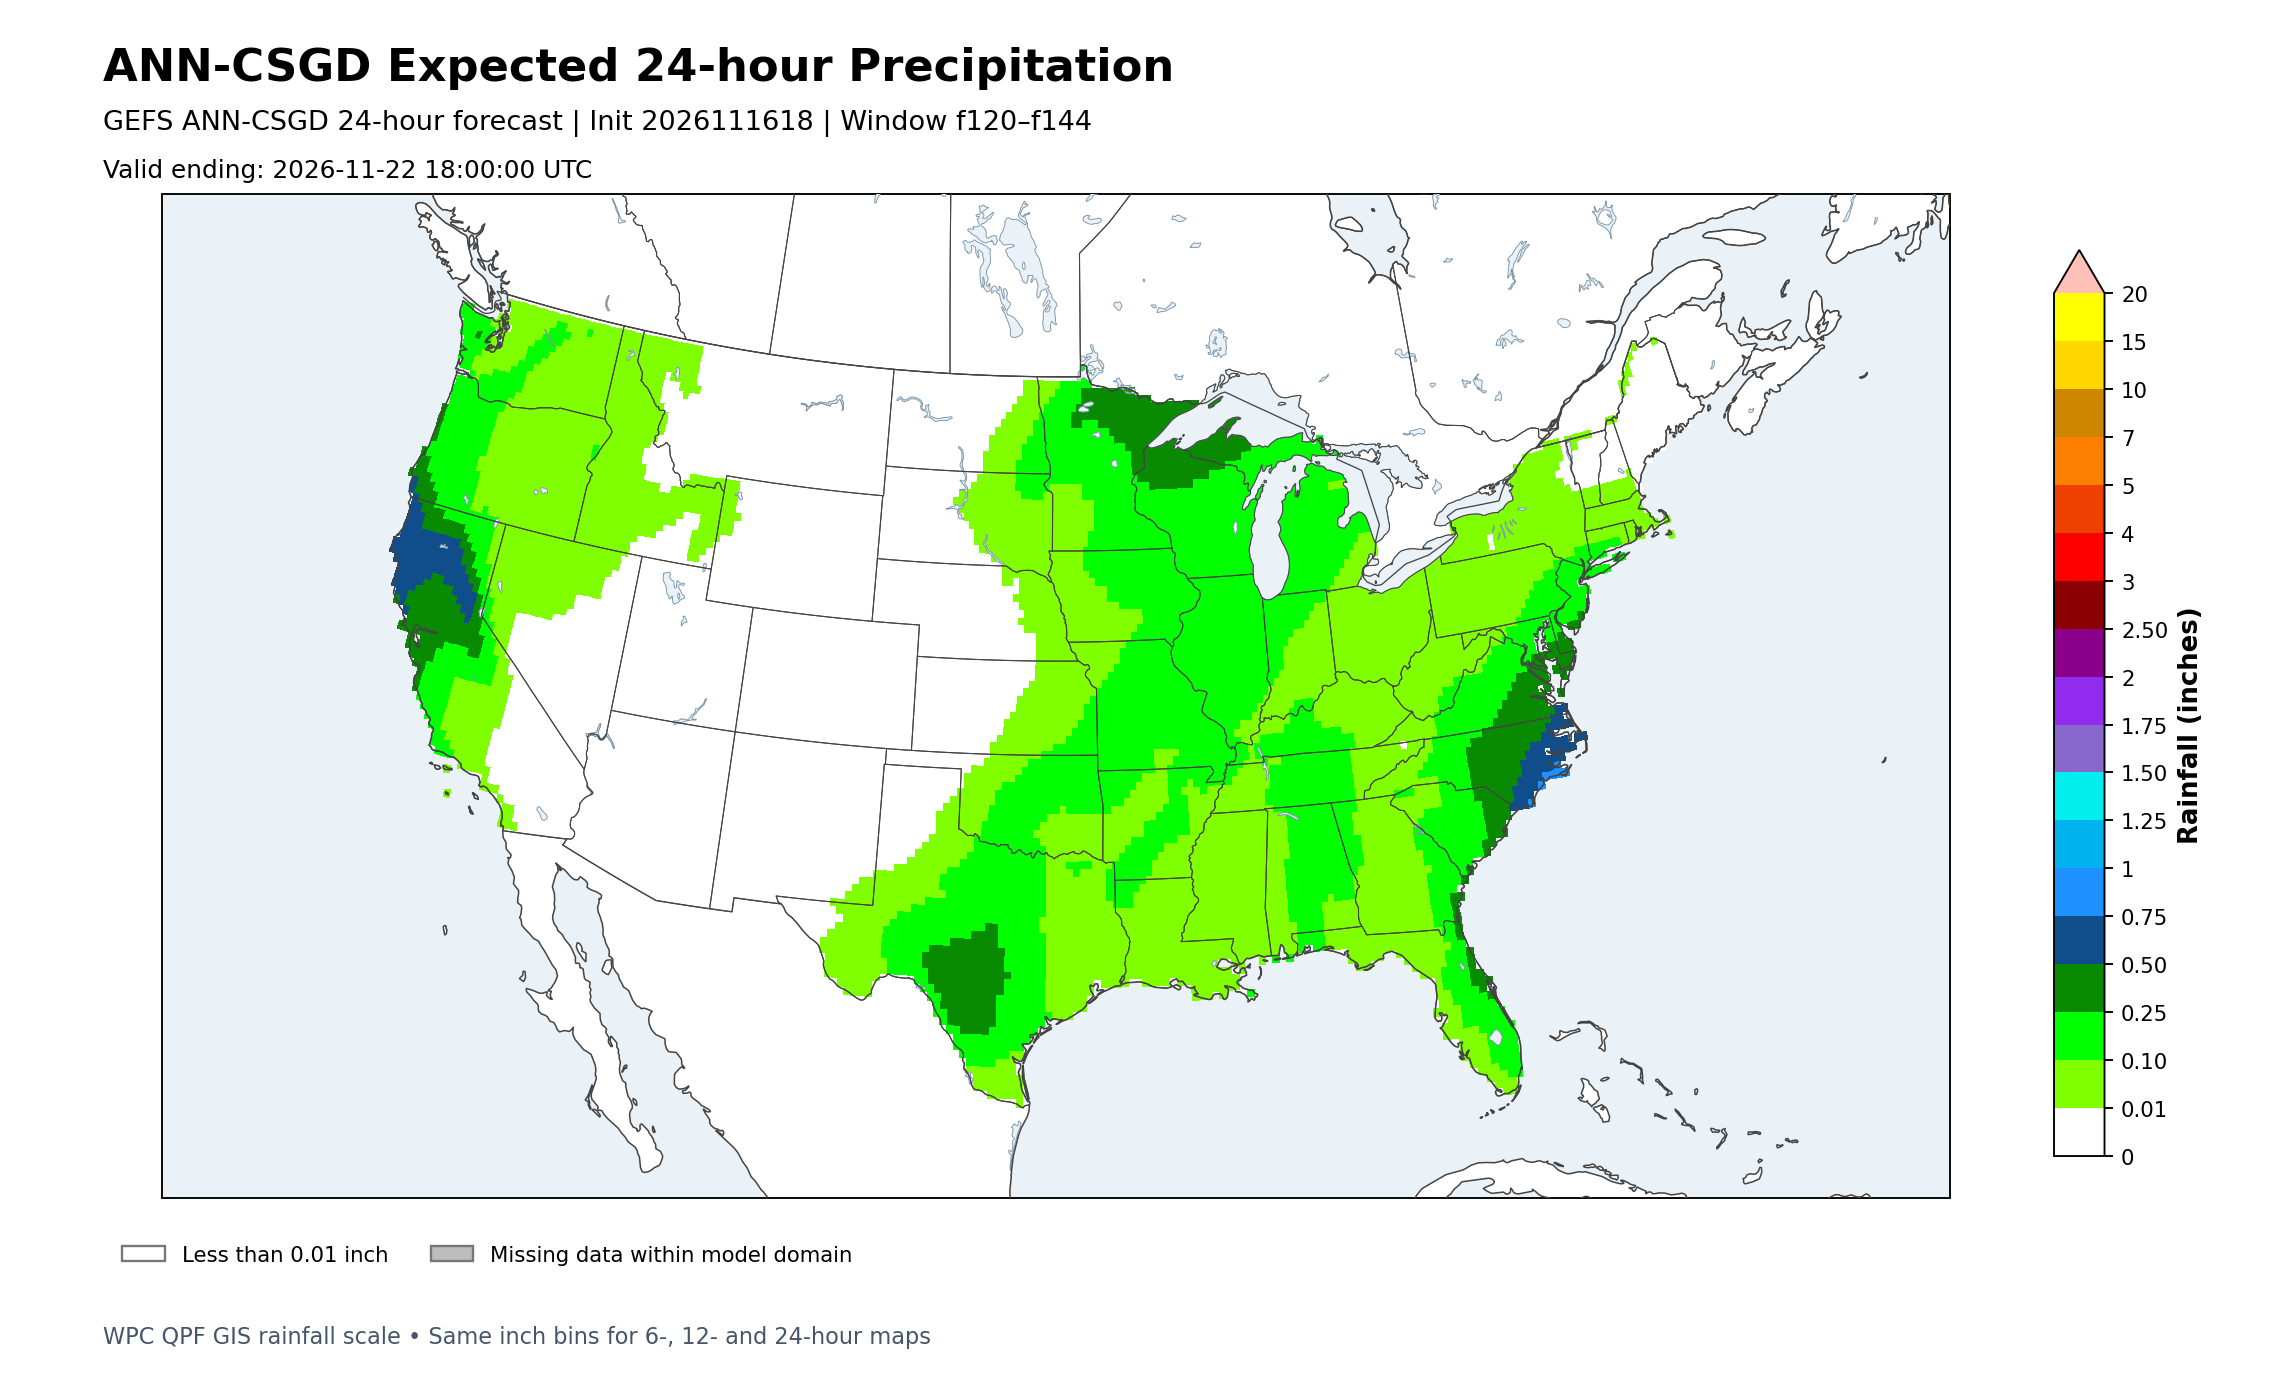 ANN-CSGD Expected 24-hour Precipitation
GEFS ANN-CSGD 24-hour forecast | Init 2026111618 | Window f120–f144
Valid ending: 2026-11-22 18:00:00 UTC
20
15
10
7
5
4
3
2.50
2
1.75
1.50
1.25
1
0.75
0.50
0.25
0.10
0.01
0
Rainfall (inches)
Less than 0.01 inch
Missing data within model domain
WPC QPF GIS rainfall scale • Same inch bins for 6-, 12- and 24-hour maps